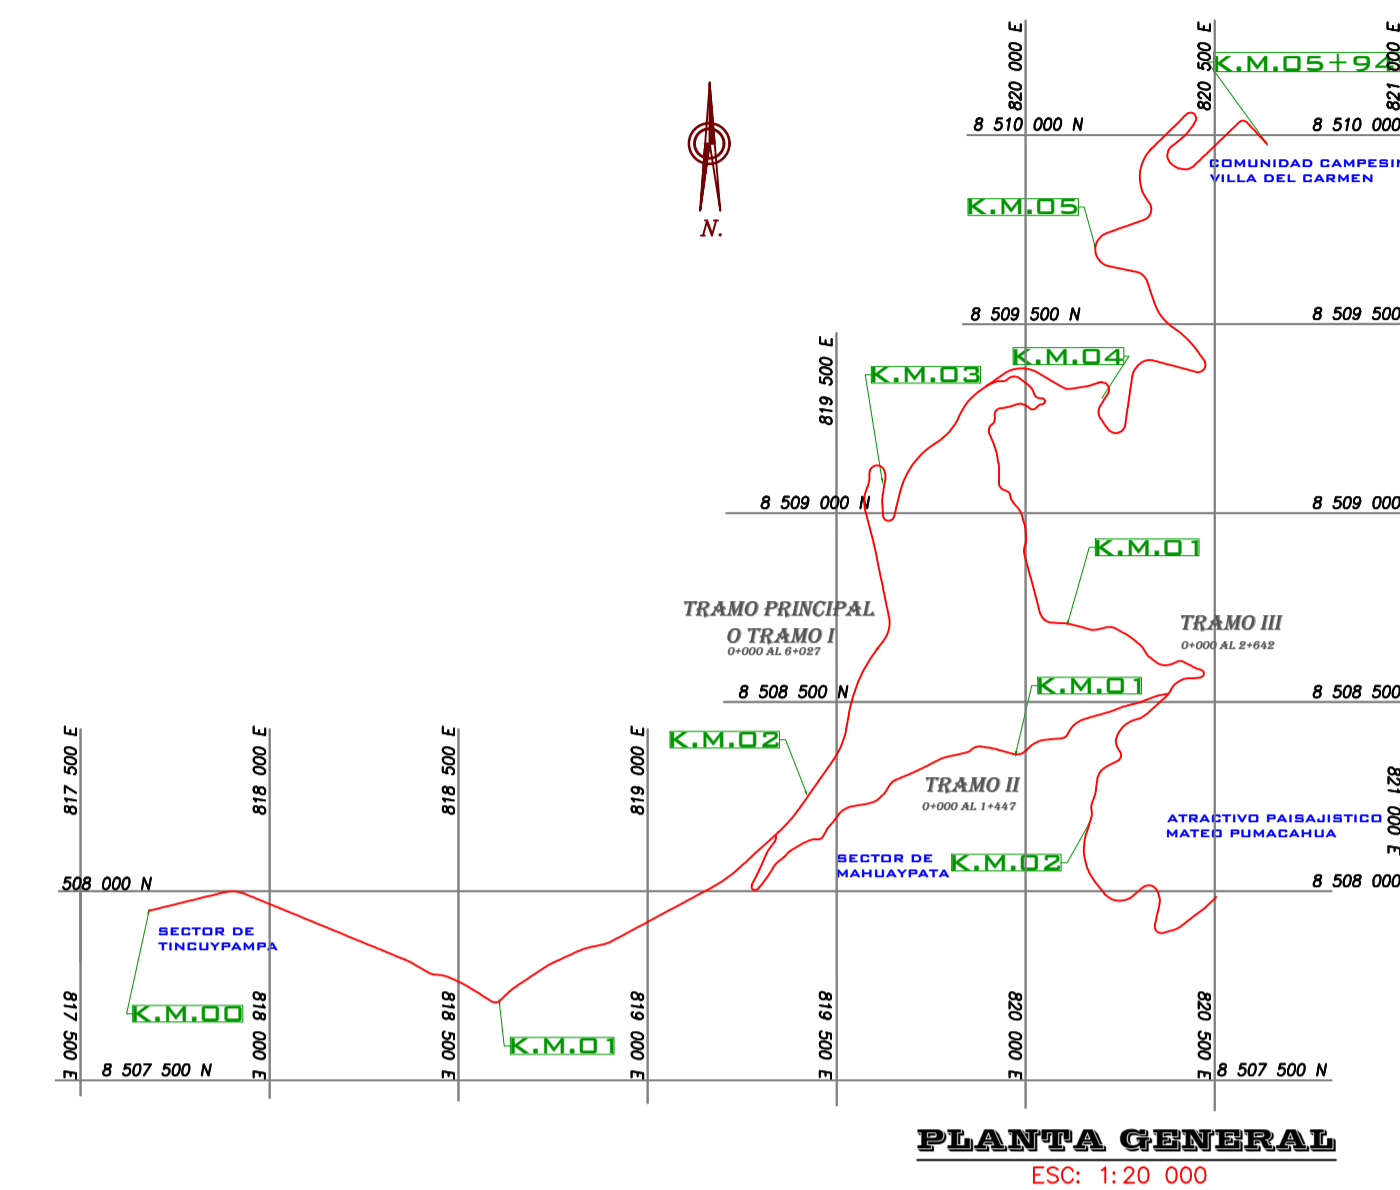 820 000 E
820 500 E
821 000 E
K.M.05+94
8 510 000 N
8 510 000
COMUNIDAD CAMPESIN
VILLA DEL CARMEN
K.M.05
N.
8 509 500 N
8 509 500
819 500 E
K.M.04
K.M.03
8 509 000 N
8 509 000
K.M.01
TRAMO PRINCIPAL
O TRAMO I
0+000 AL 6+027
TRAMO III
0+000 AL 2+642
K.M.01
8 508 500 N
8 508 500
817 500 E
818 000 E
818 500 E
819 000 E
K.M.02
TRAMO II
0+000 AL 1+447
821 000 E
ATRACTIVO PAISAJISTICO
MATEO PUMACAHUA
SECTOR DE
MAHUAYPATA
K.M.02
508 000 N
8 508 000
SECTOR DE
TINCUYPAMPA
K.M.00
K.M.01
817 500 E
818 000 E
818 500 E
819 000 E
819 500 E
820 000 E
820 500 E
8 507 500 N
8 507 500 N
PLANTA GENERAL
ESC: 1:20 000